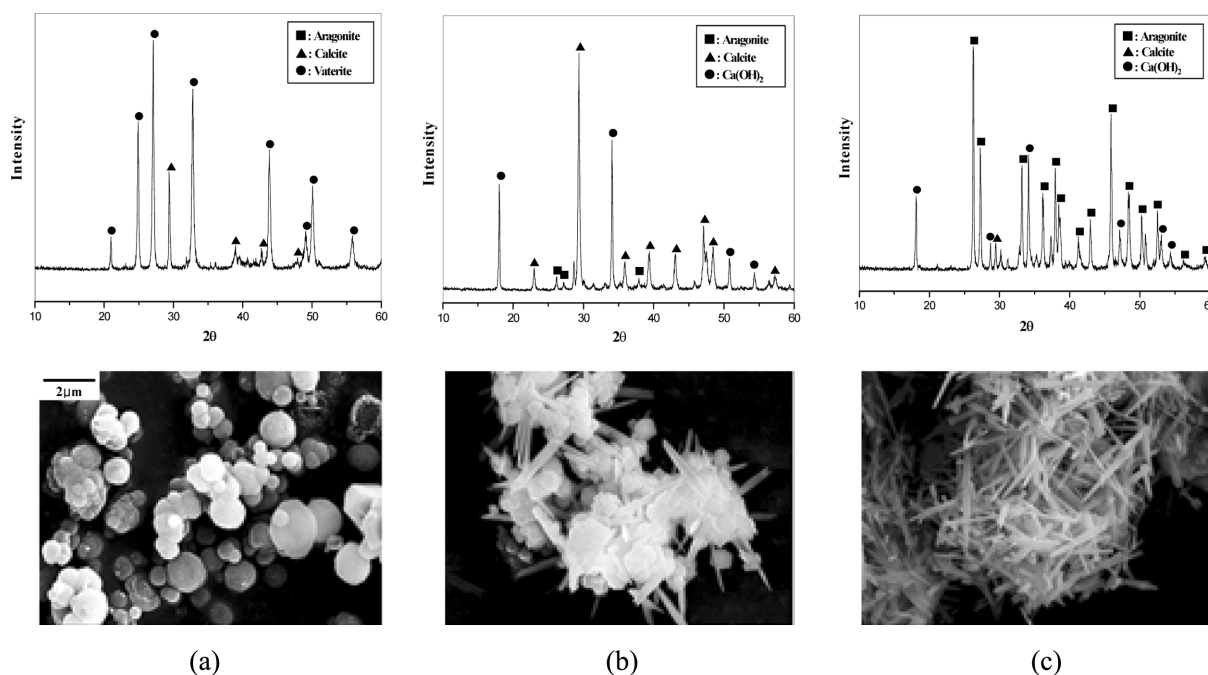 ■: Aragonite
▲: Calcite
●: Vaterite
Intensity
10 20 30 40 50 60
2θ
■: Aragonite
▲: Calcite
●: Ca(OH)₂
Intensity
10 20 30 40 50 60
2θ
■: Aragonite
▲: Calcite
●: Ca(OH)₂
Intensity
10 20 30 40 50 60
2θ
2μm
(a)
(b)
(c)